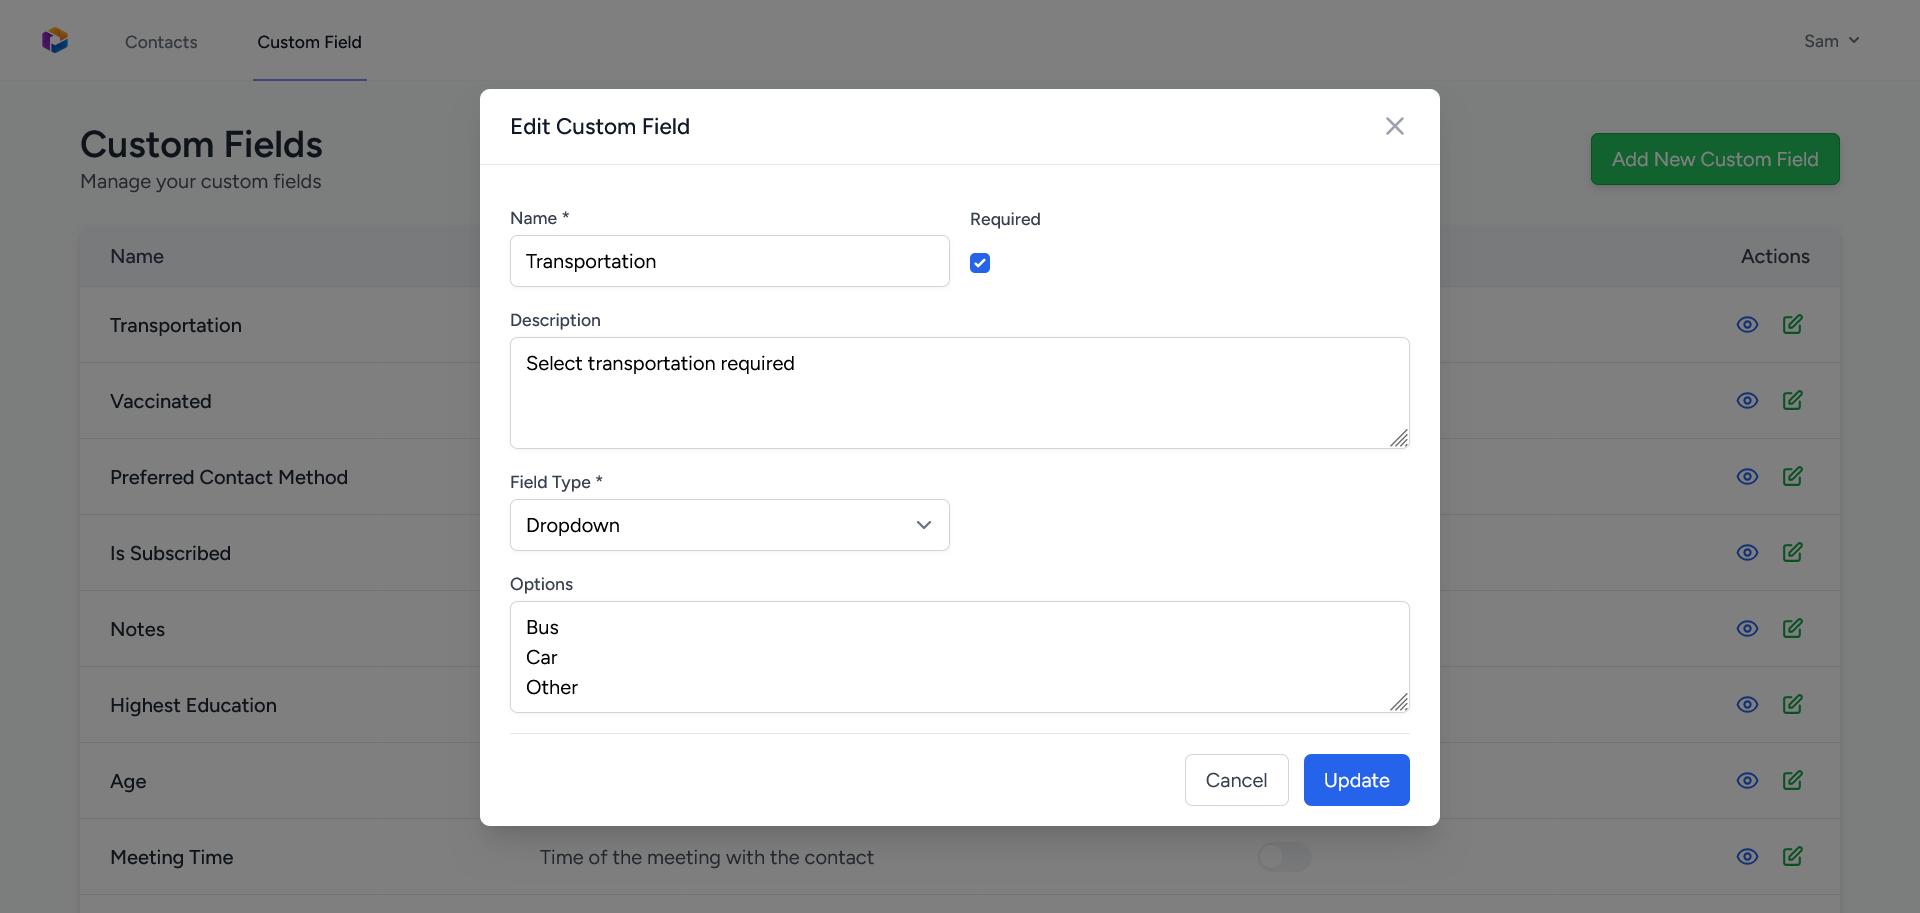 Contacts
Custom Field
Sam
Custom Fields
Manage your custom fields
Add New Custom Field
Name
Actions
Transportation
Vaccinated
Preferred Contact Method
Is Subscribed
Notes
Highest Education
Age
Meeting Time
Time of the meeting with the contact
Edit Custom Field
Name *
Required
Transportation
Description
Select transportation required
Field Type *
Dropdown
Options
Bus
Car
Other
Cancel
Update